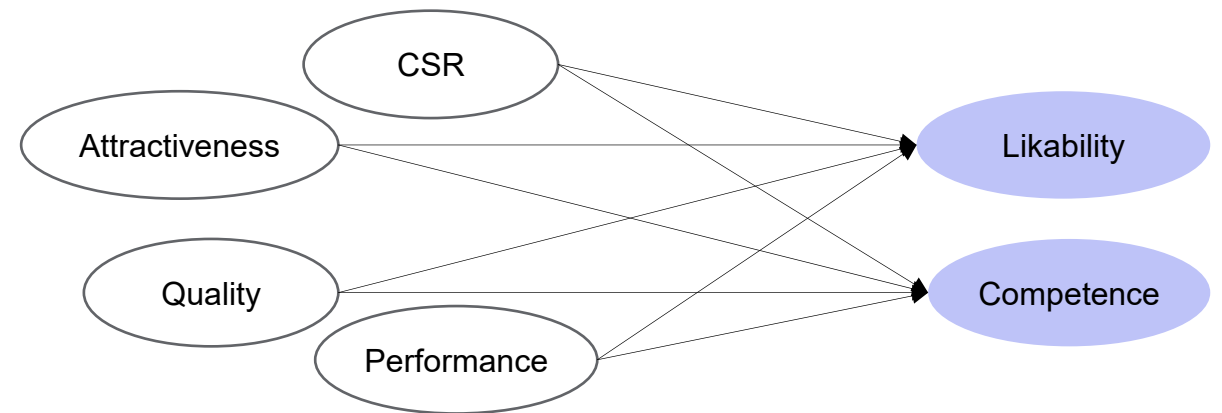 CSR
Attractiveness
Likability
Quality
Competence
Performance